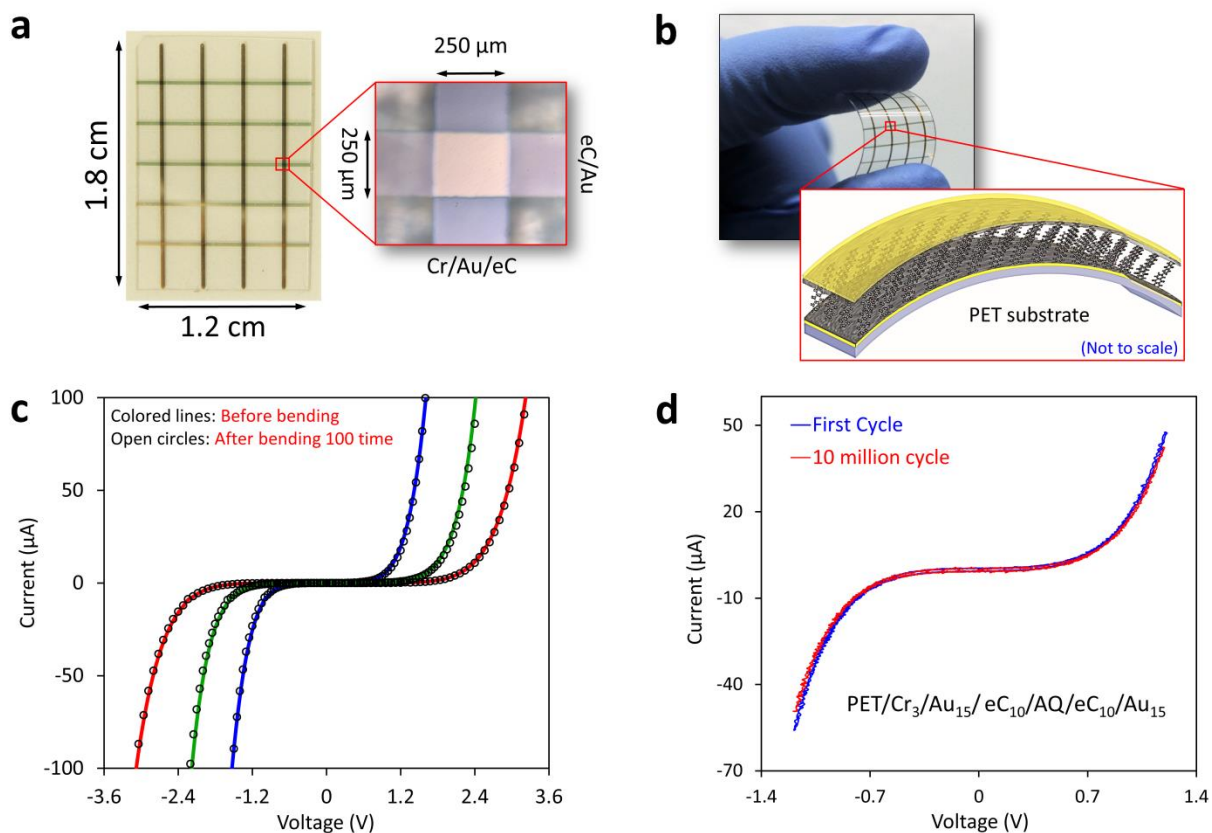 a
250 µm
1.8 cm
250 µm
eC/Au
Cr/Au/eC
1.2 cm
b
PET substrate
(Not to scale)
c
Colored lines: Before bending
Open circles: After bending 100 time
Current (µA)
100
50
0
-50
-100
-3.6 -2.4 -1.2 0 1.2 2.4 3.6
Voltage (V)
d
First Cycle
10 million cycle
Current (µA)
50
20
-10
-40
-70
PET/Cr₃/Au₁₅/ eC₁₀/AQ/eC₁₀/Au₁₅
-1.4 -0.7 0 0.7 1.4
Voltage (V)